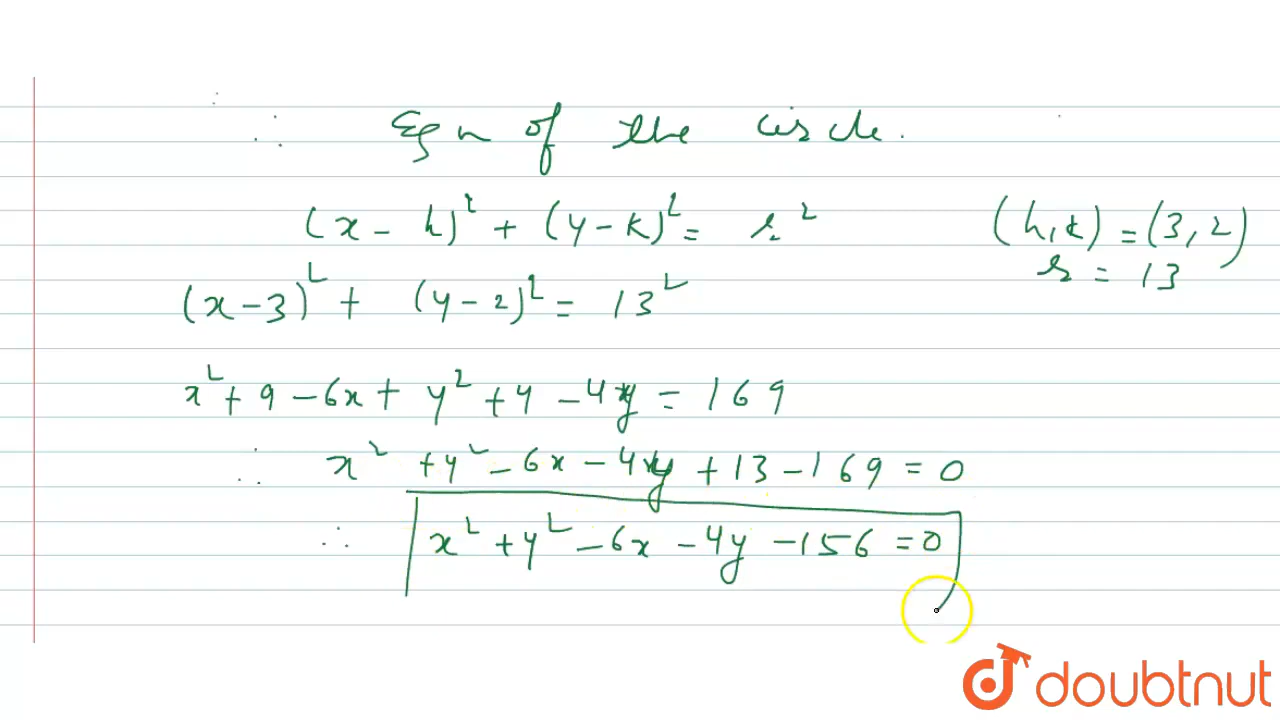 ∴ Eqn of the circle.
(x - h)² + (y - k)² = r² (h, k) = (3, 2)
r = 13
(x - 3)² + (y - 2)² = 13²
x² + 9 - 6x + y² + 4 - 4y = 169
∴ x² + y² - 6x - 4y + 13 - 169 = 0
∴ x² + y² - 6x - 4y - 156 = 0
doubtnut